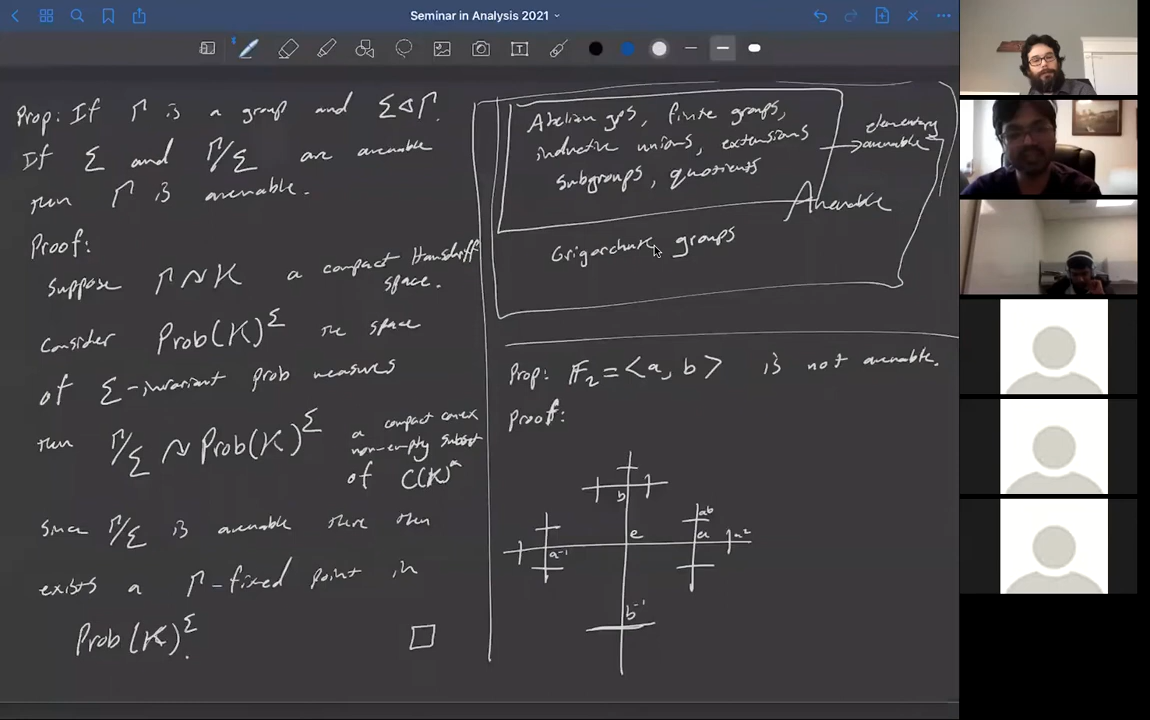 Seminar in Analysis 2021
Prop: If Γ is a group and Σ◁Γ.
If Σ and Γ/Σ are amenable
then Γ is amenable.
Proof:
Suppose Γ↷K a compact Hausdorff
space.
Consider Prob(K)^Σ the space
of Σ-invariant prob measures
then Γ/Σ ↷ Prob(K)^Σ a compact convex
non-empty subset
of C(K)^*
Since Γ/Σ is amenable there then
exists a Γ-fixed point in
Prob(K)^Σ. □
Abelian gps, finite groups,
inductive unions, extensions
subgroups, quotients
elementary
amenable
Amenable
Grigorchuk groups
Prop: 𝔽₂ = <a, b> is not amenable.
Proof:
b
ab
e
a
a²
a⁻¹
b⁻¹